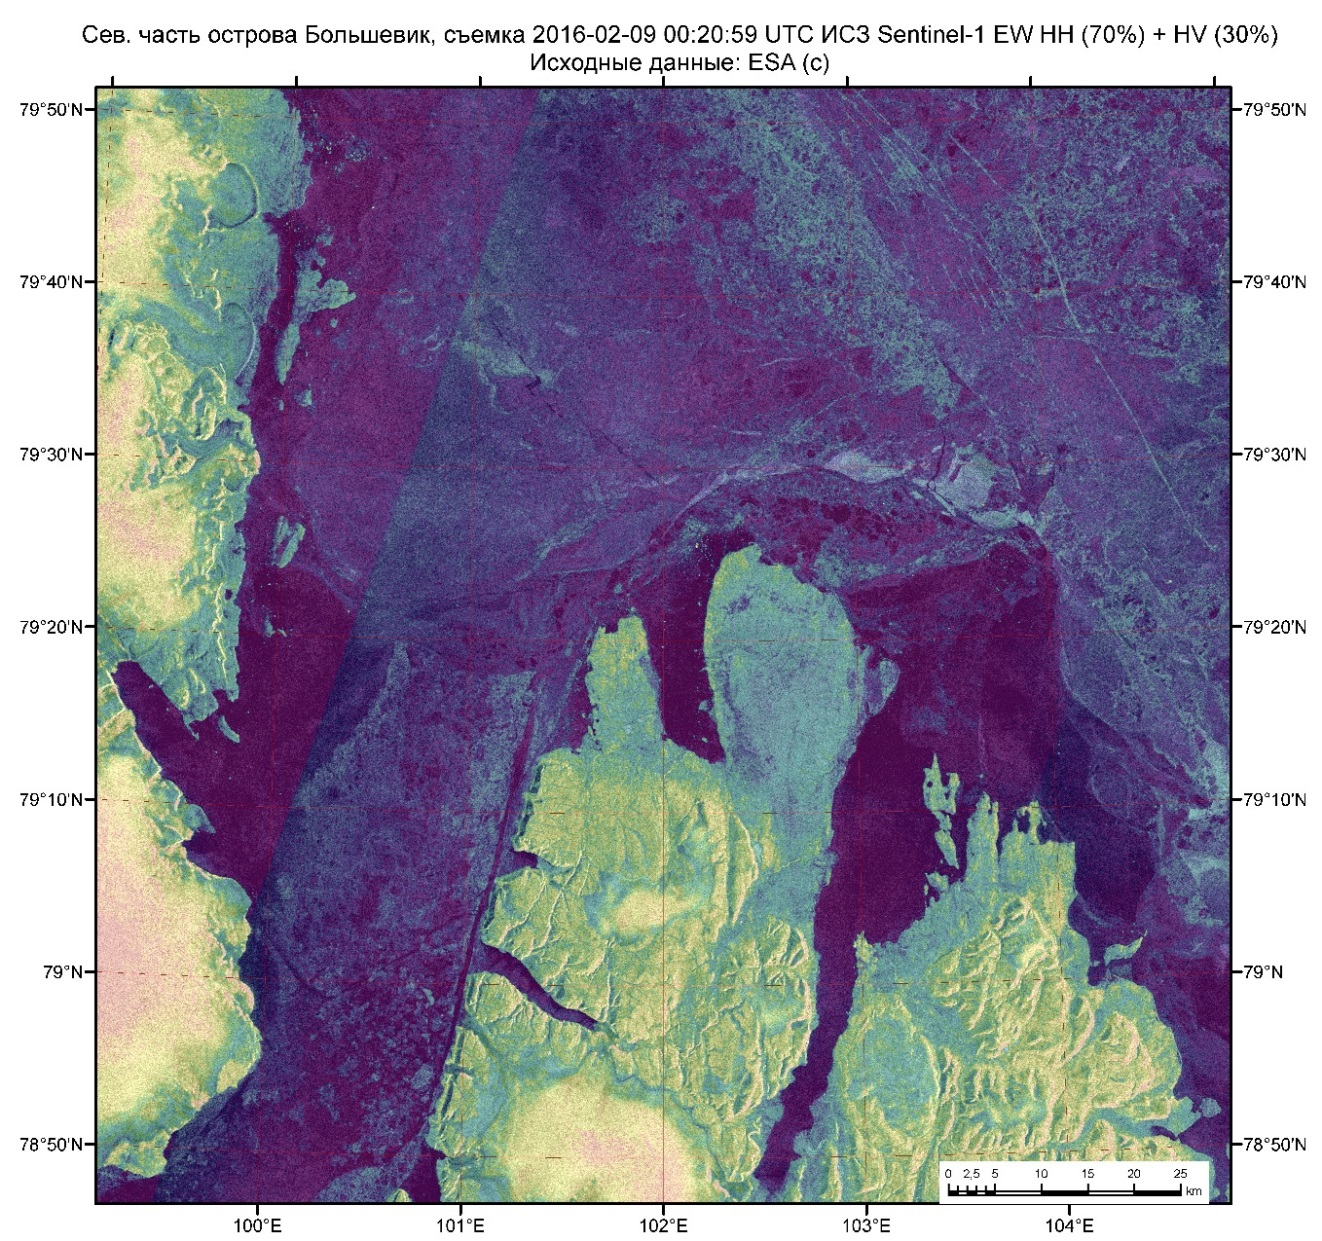 Сев. часть острова Большевик, съемка 2016-02-09 00:20:59 UTC ИСЗ Sentinel-1 EW HH (70%) + HV (30%)
Исходные данные: ESA (c)
79°50'N 79°50'N
79°40'N 79°40'N
79°30'N 79°30'N
79°20'N 79°20'N
79°10'N 79°10'N
79°N 79°N
78°50'N 78°50'N
0 2,5 5 10 15 20 25
km
100°E 101°E 102°E 103°E 104°E